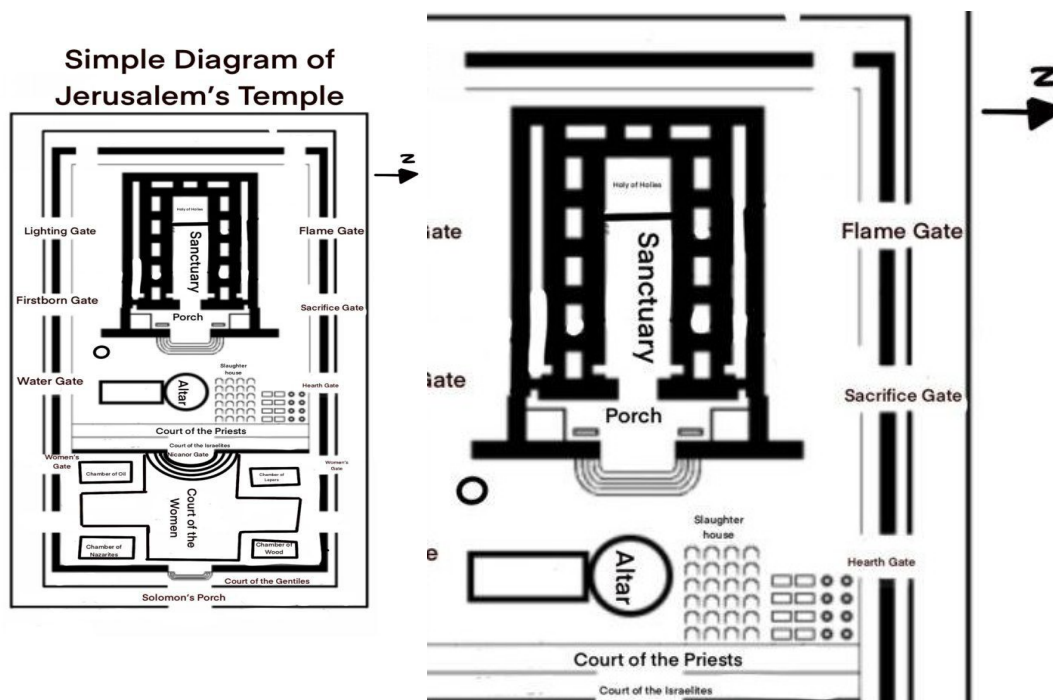 Simple Diagram of
Jerusalem's Temple
N
Holy of Holies
Lighting Gate
Sanctuary
Flame Gate
Firstborn Gate
Sacrifice Gate
Porch
Slaughter
house
Water Gate
Altar
Hearth Gate
Court of the Priests
Court of the Israelites
Nicanor Gate
Women's
Gate
Women's
Gate
Chamber of Oil
Chamber of
Lepers
Court of the
Women
Chamber of
Nazarites
Chamber of
Wood
Court of the Gentiles
Solomon's Porch
N
Holy of Holies
ate
Sanctuary
Flame Gate
ate
Sacrifice Gate
Porch
Slaughter
house
e
Altar
Hearth Gate
Court of the Priests
Court of the Israelites